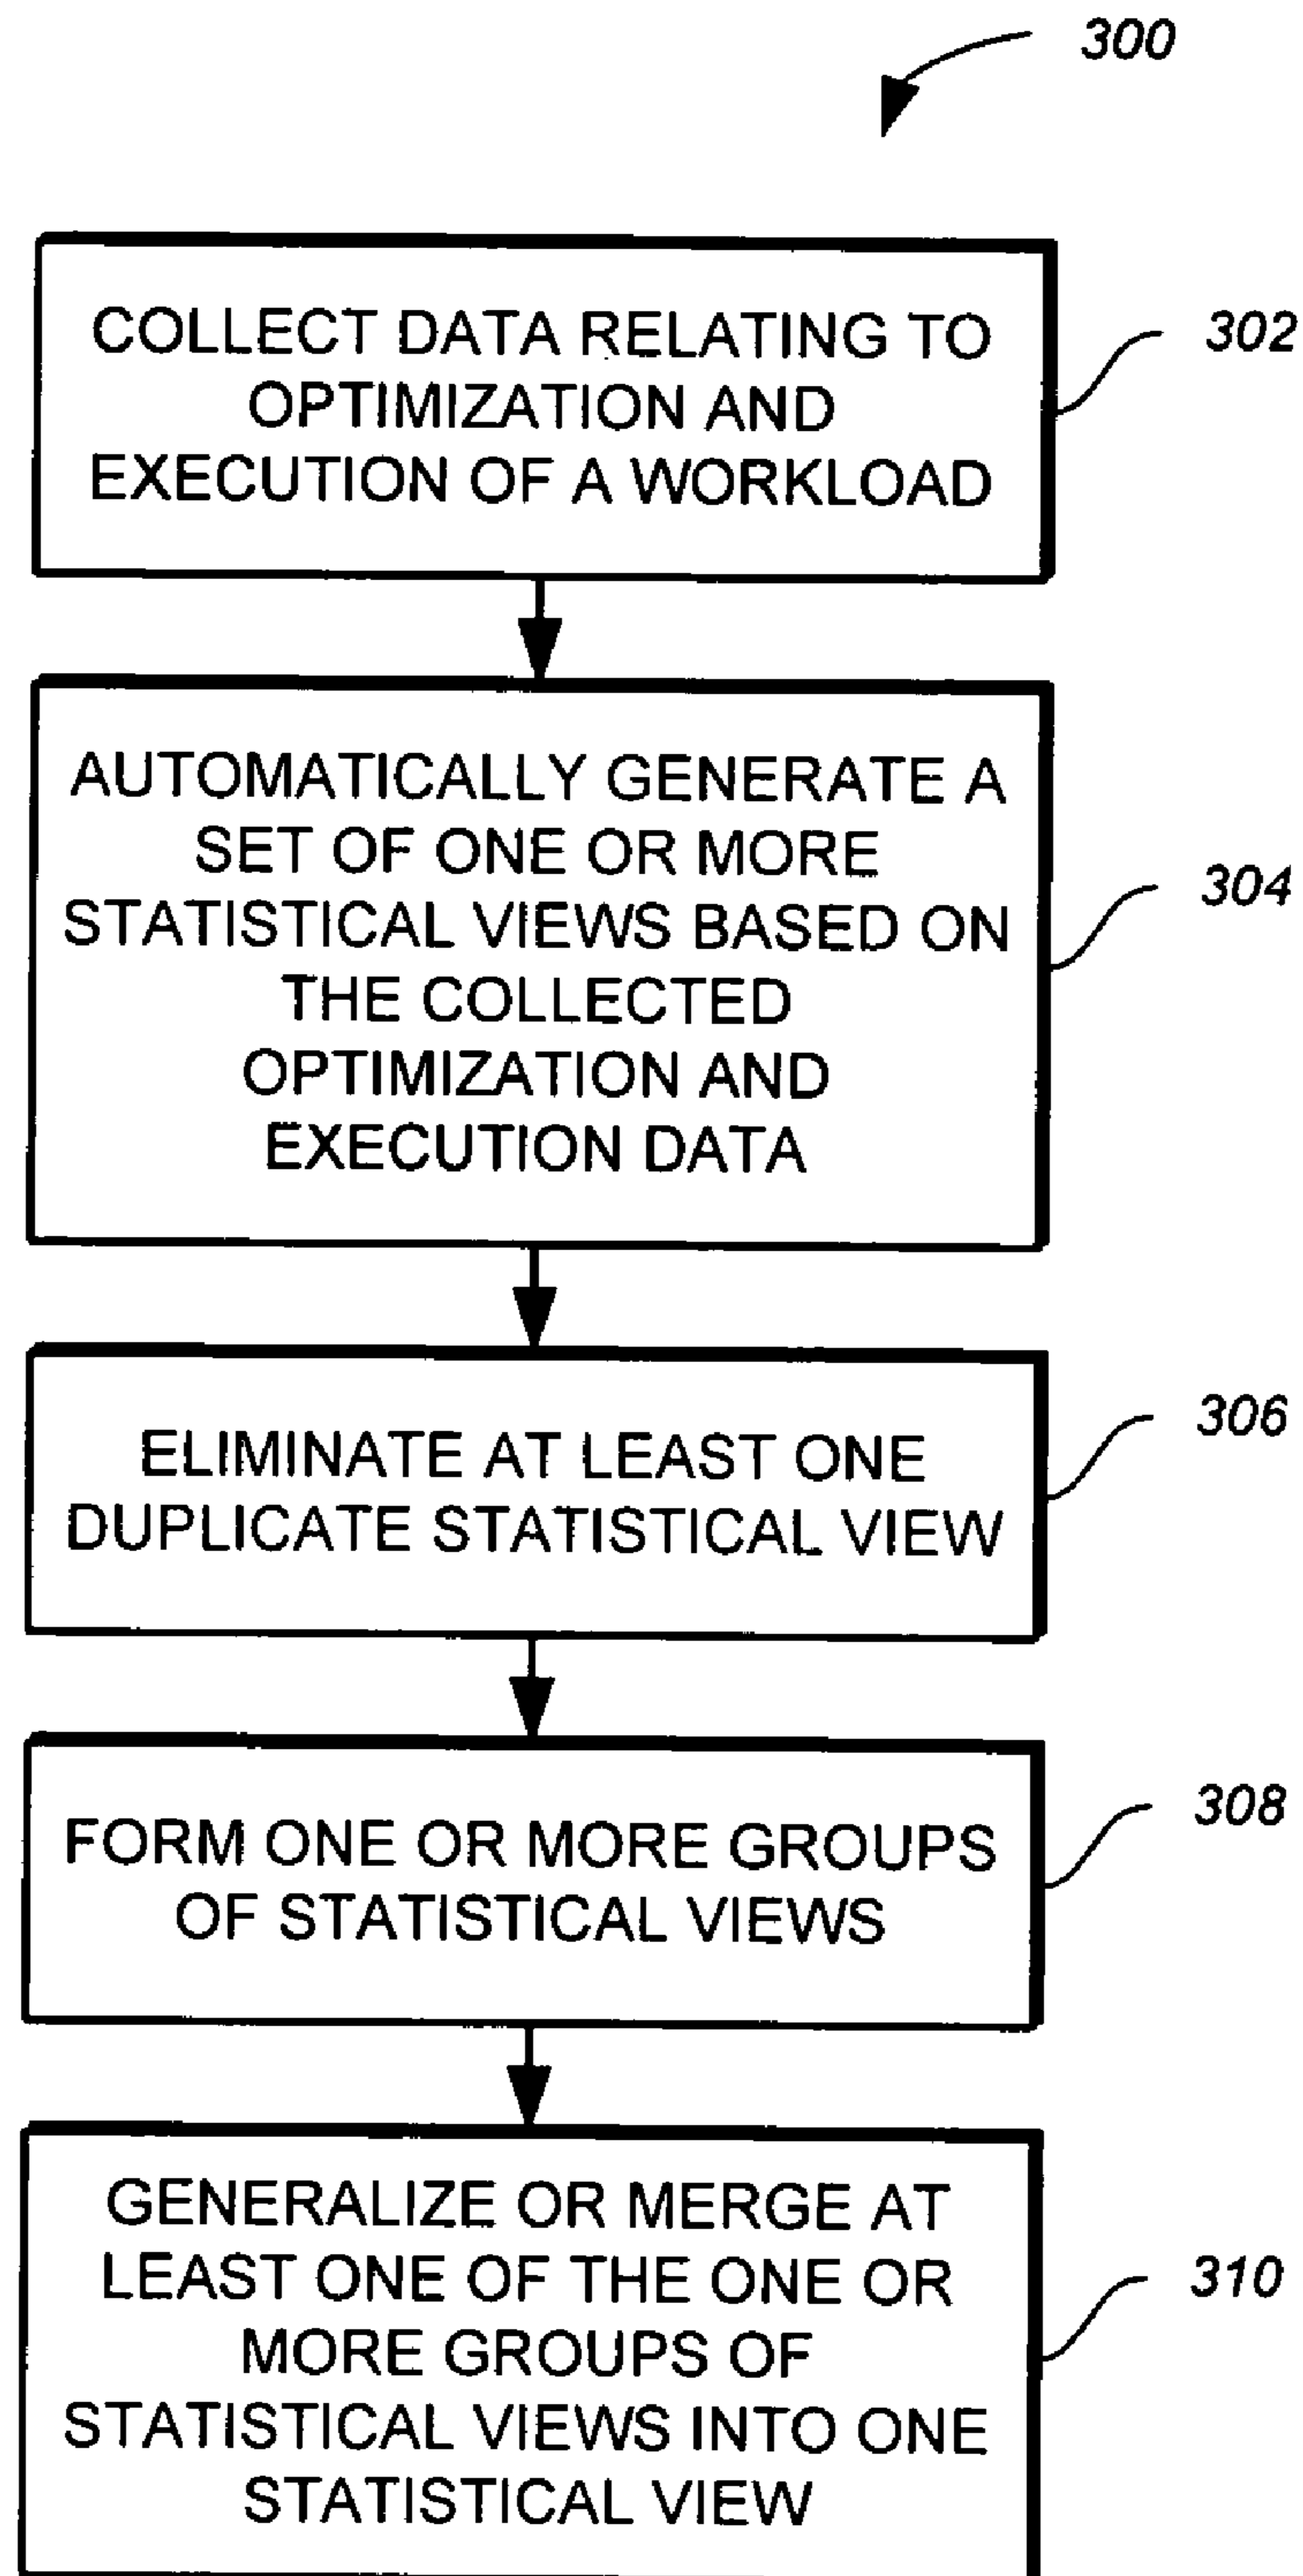 300
COLLECT DATA RELATING TO
OPTIMIZATION AND
EXECUTION OF A WORKLOAD
302
AUTOMATICALLY GENERATE A
SET OF ONE OR MORE
STATISTICAL VIEWS BASED ON
THE COLLECTED
OPTIMIZATION AND
EXECUTION DATA
304
ELIMINATE AT LEAST ONE
DUPLICATE STATISTICAL VIEW
306
FORM ONE OR MORE GROUPS
OF STATISTICAL VIEWS
308
GENERALIZE OR MERGE AT
LEAST ONE OF THE ONE OR
MORE GROUPS OF
STATISTICAL VIEWS INTO ONE
STATISTICAL VIEW
310